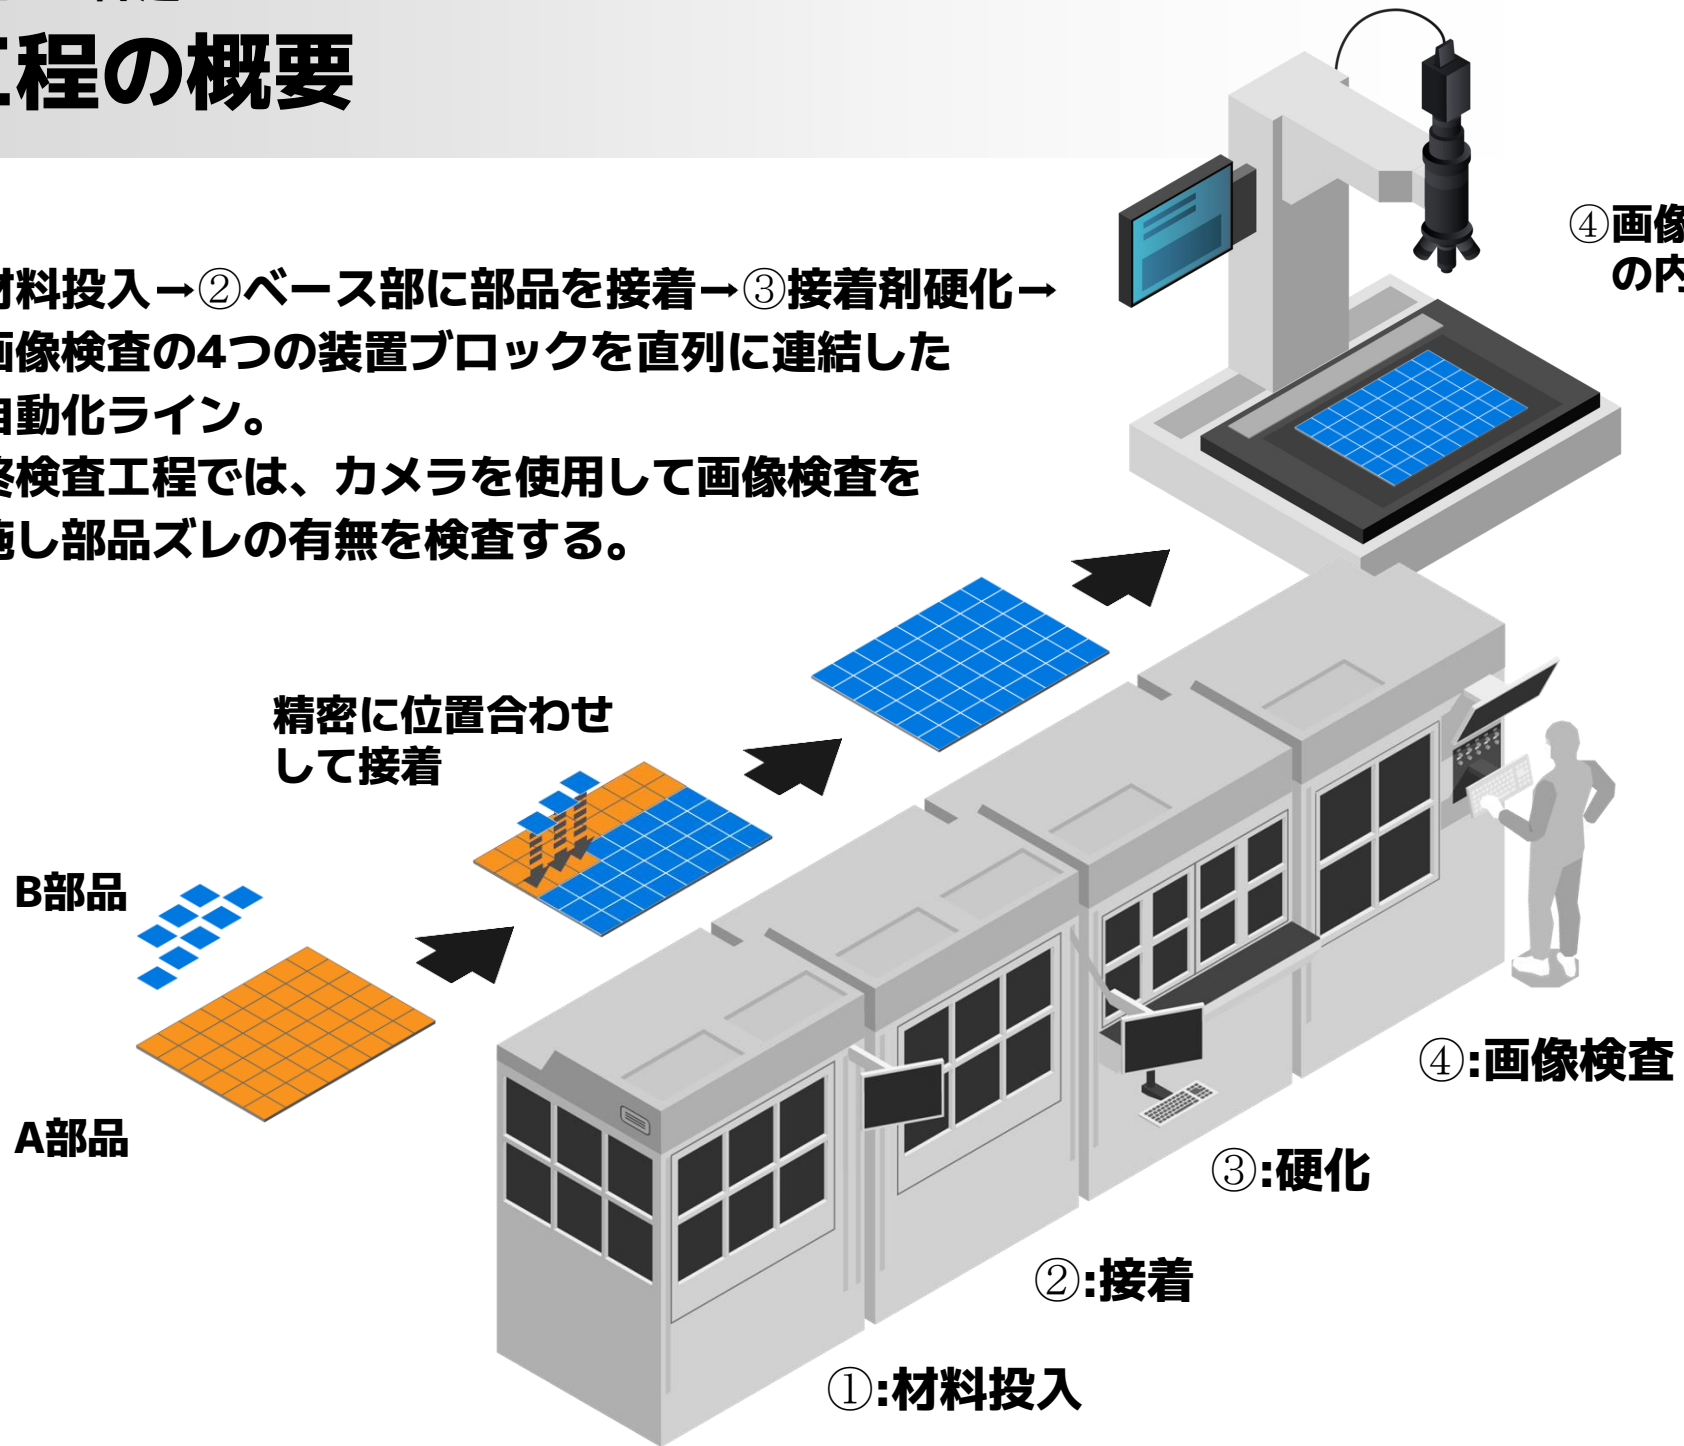 工程の概要
材料投入→②ベース部に部品を接着→③接着剤硬化→
画像検査の4つの装置ブロックを直列に連結した
自動化ライン。
終検査工程では、カメラを使用して画像検査を
施し部品ズレの有無を検査する。
④画像
の内
精密に位置合わせ
して接着
B部品
A部品
④:画像検査
③:硬化
②:接着
①:材料投入